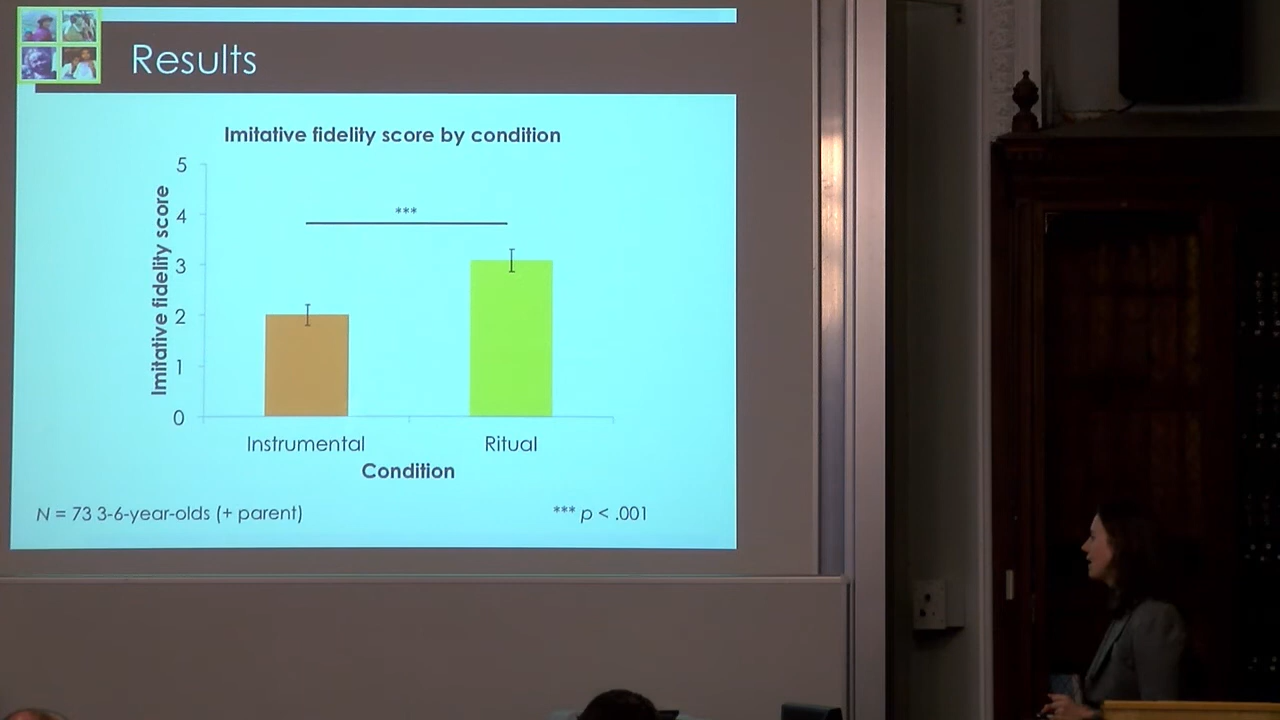 Results
Imitative fidelity score by condition
Imitative fidelity score
5
4
3
2
1
0
***
Instrumental
Ritual
Condition
N = 73 3-6-year-olds (+ parent)
*** p < .001